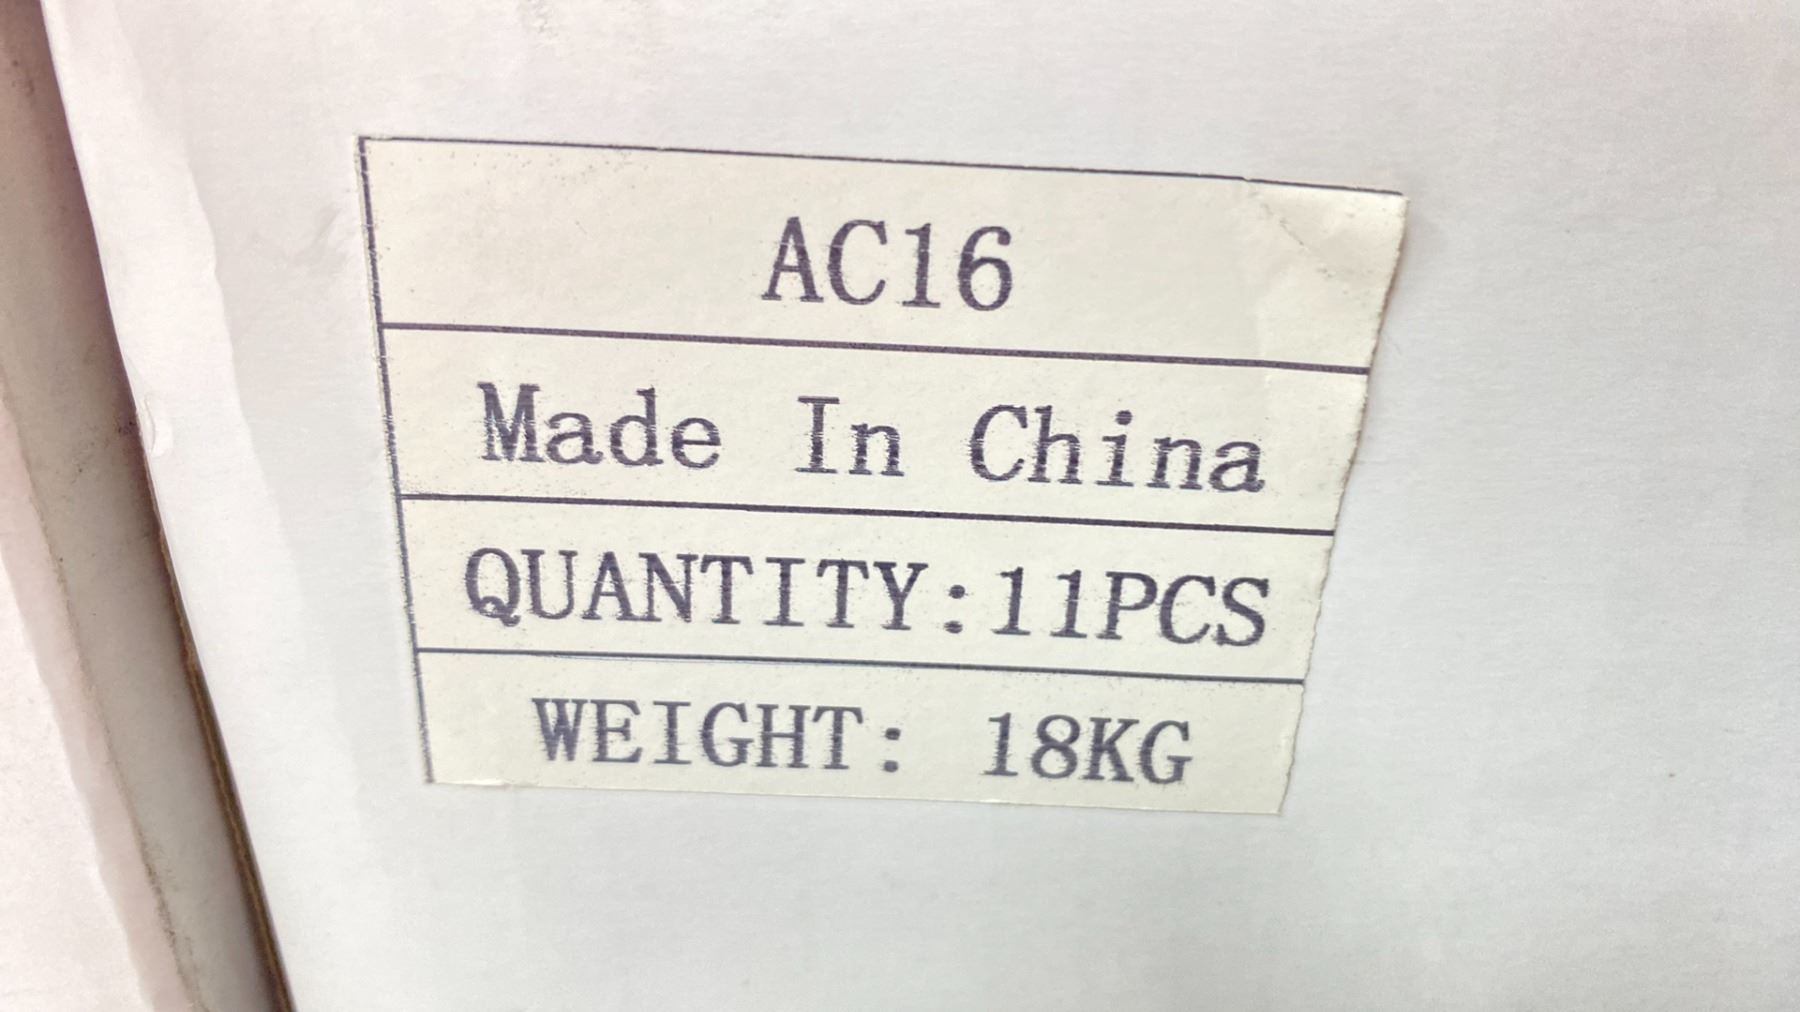 AC16
Made In China
QUANTITY:11PCS
WEIGHT: 18KG